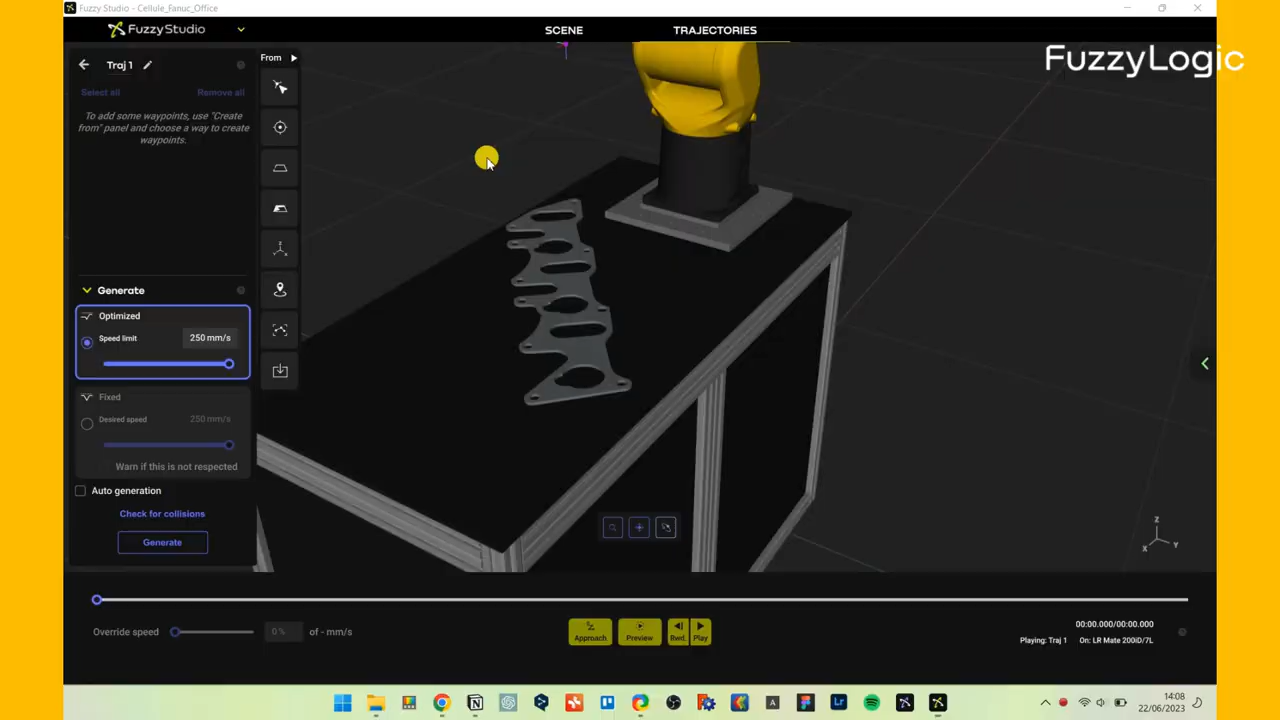 Fuzzy Studio - Cellule_Fanuc_Office
FuzzyStudio
SCENE
TRAJECTORIES
FuzzyLogic
Traj 1
From
Select all
Remove all
To add some waypoints, use "Create
from" panel and choose a way to create
waypoints.
Generate
Optimized
Speed limit
250 mm/s
Fixed
Desired speed
250 mm/s
Warn if this is not respected
Auto generation
Check for collisions
Generate
Z
X
Y
Override speed
0 %
of - mm/s
Approach
Preview
Rwd.
Play
00:00.000/00:00.000
Playing: Traj 1
On: LR Mate 200iD/7L
14:08
22/06/2023